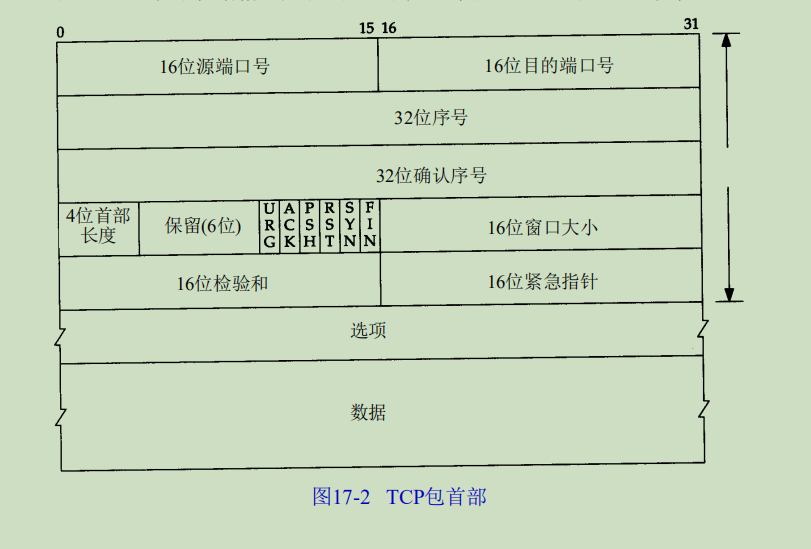 0 15 16 31
16位源端口号 16位目的端口号
32位序号
32位确认序号
4位首部
长度
保留(6位)
URG ACK PSH RST SYN FIN
16位窗口大小
16位检验和 16位紧急指针
选项
数据
图17-2 TCP包首部